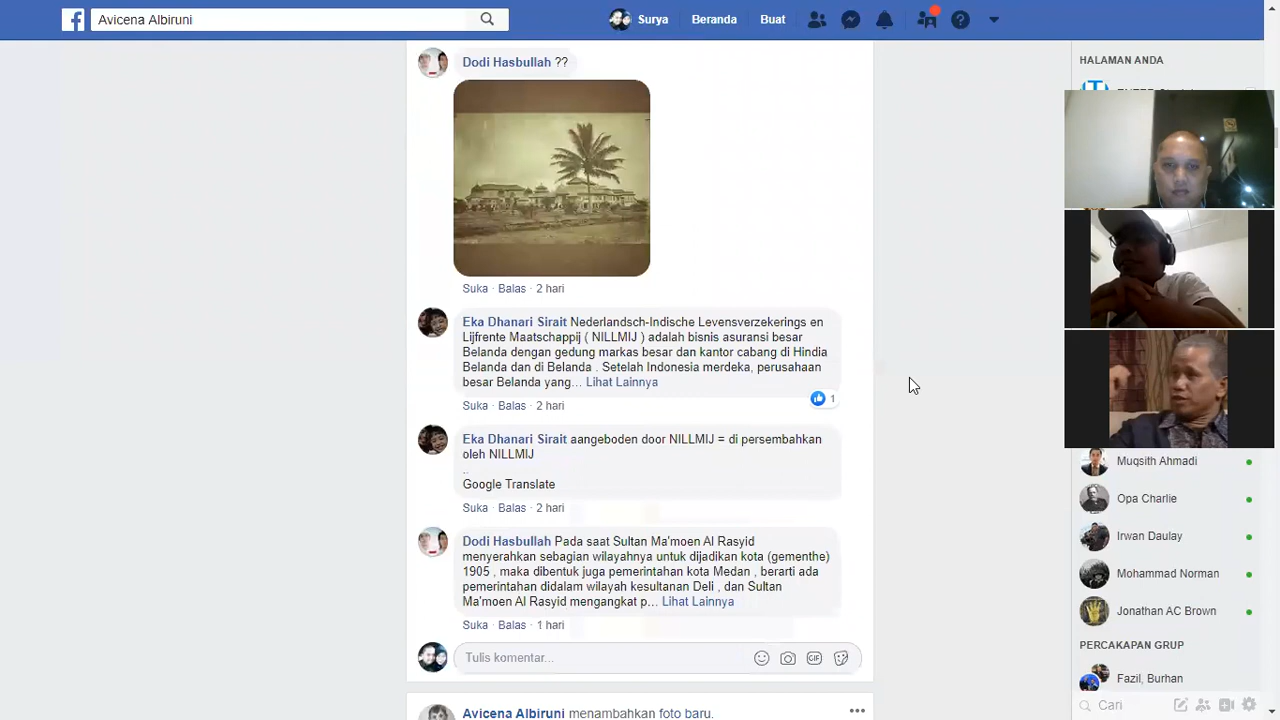 Avicena Albiruni
Surya
Beranda
Buat
Dodi Hasbullah ??
Suka · Balas · 2 hari
Eka Dhanari Sirait Nederlandsch-Indische Levensverzekerings en
Lijfrente Maatschappij ( NILLMIJ ) adalah bisnis asuransi besar
Belanda dengan gedung markas besar dan kantor cabang di Hindia
Belanda dan di Belanda . Setelah Indonesia merdeka, perusahaan
besar Belanda yang... Lihat Lainnya
1
Suka · Balas · 2 hari
Eka Dhanari Sirait aangeboden door NILLMIJ = di persembahkan
oleh NILLMIJ
..
Google Translate
Suka · Balas · 2 hari
Dodi Hasbullah Pada saat Sultan Ma'moen Al Rasyid
menyerahkan sebagian wilayahnya untuk dijadikan kota (gementhe)
1905 , maka dibentuk juga pemerintahan kota Medan , berarti ada
pemerintahan didalam wilayah kesultanan Deli , dan Sultan
Ma'moen Al Rasyid mengangkat p... Lihat Lainnya
Suka · Balas · 1 hari
Tulis komentar...
GIF
Avicena Albiruni menambahkan foto baru.
HALAMAN ANDA
Muqsith Ahmadi
Opa Charlie
Irwan Daulay
Mohammad Norman
Jonathan AC Brown
PERCAKAPAN GRUP
Fazil, Burhan
Cari